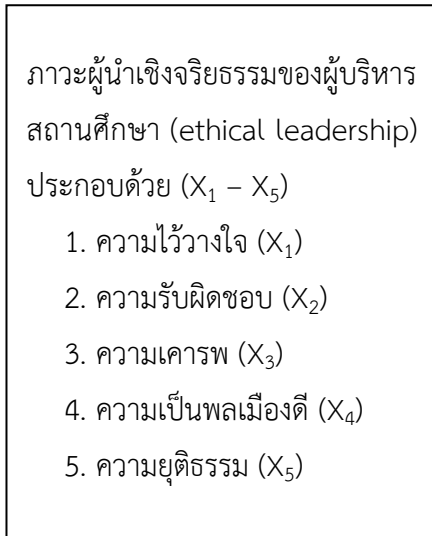 ภาวะผู้นำเชิงจริยธรรมของผู้บริหาร
สถานศึกษา (ethical leadership)
ประกอบด้วย (X₁ – X₅)
1. ความไว้วางใจ (X₁)
2. ความรับผิดชอบ (X₂)
3. ความเคารพ (X₃)
4. ความเป็นพลเมืองดี (X₄)
5. ความยุติธรรม (X₅)